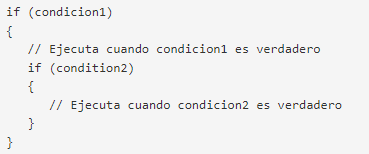 if (condicion1)
{
// Ejecuta cuando condicion1 es verdadero
if (condition2)
{
// Ejecuta cuando condicion2 es verdadero
}
}